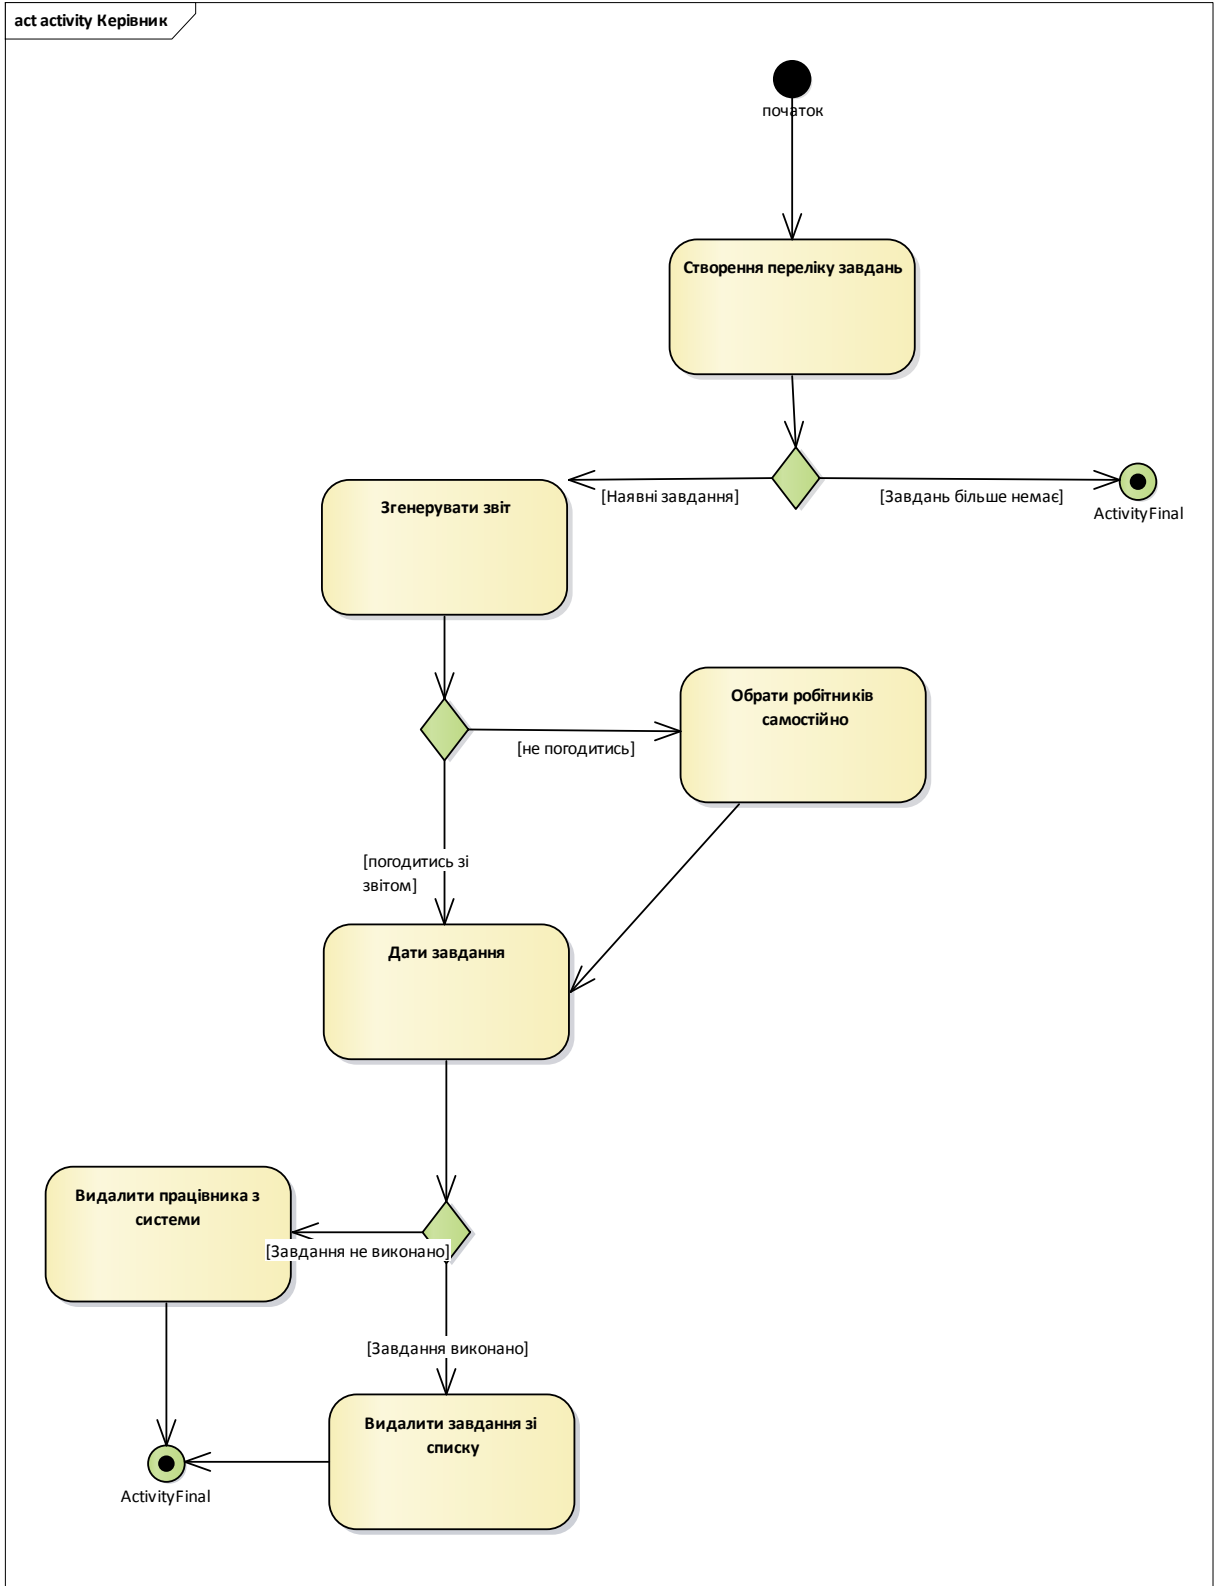 act activity Керівник
початок
Створення переліку завдань
[Наявні завдання]
[Завдань більше немає]
ActivityFinal
Згенерувати звіт
Обрати робітників
самостійно
[не погодитись]
[погодитись зі
звітом]
Дати завдання
Видалити працівника з
системи
[Завдання не виконано]
[Завдання виконано]
Видалити завдання зі
списку
ActivityFinal